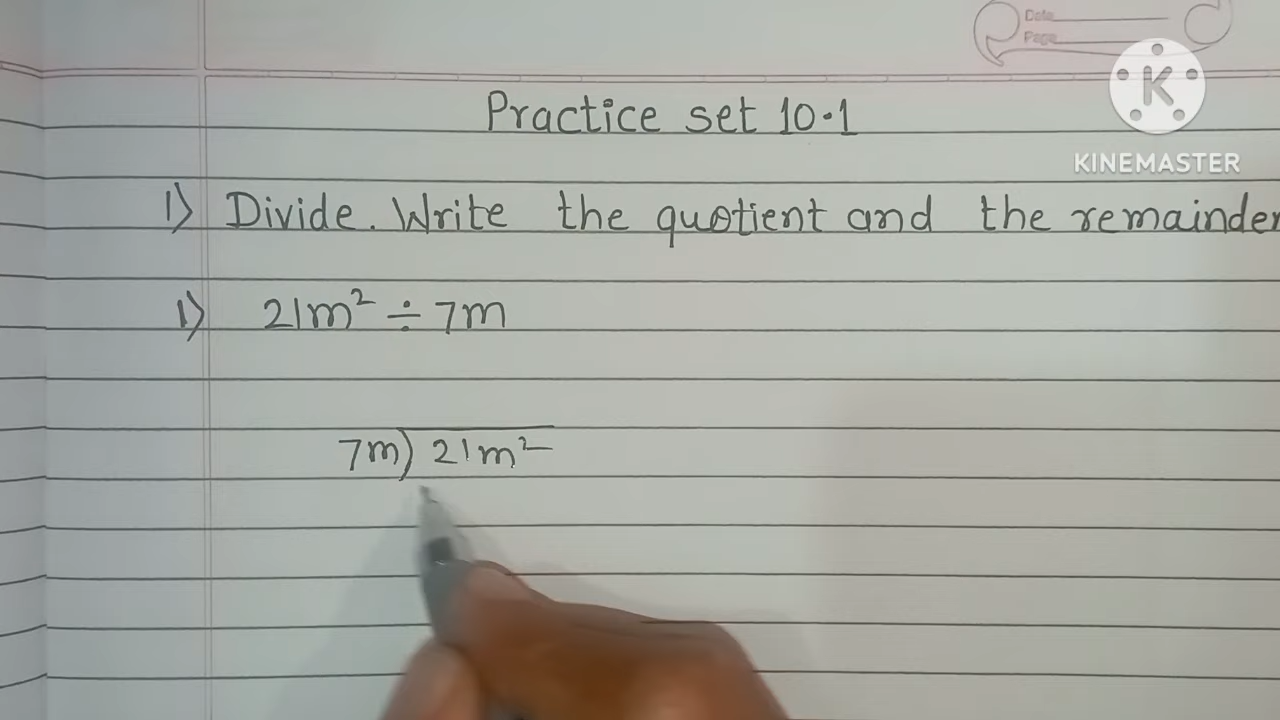 Date
Page
KINEMASTER
Practice set 10.1
1) Divide. Write the quotient and the remainder
1) 21m² ÷ 7m
7m) 21m²